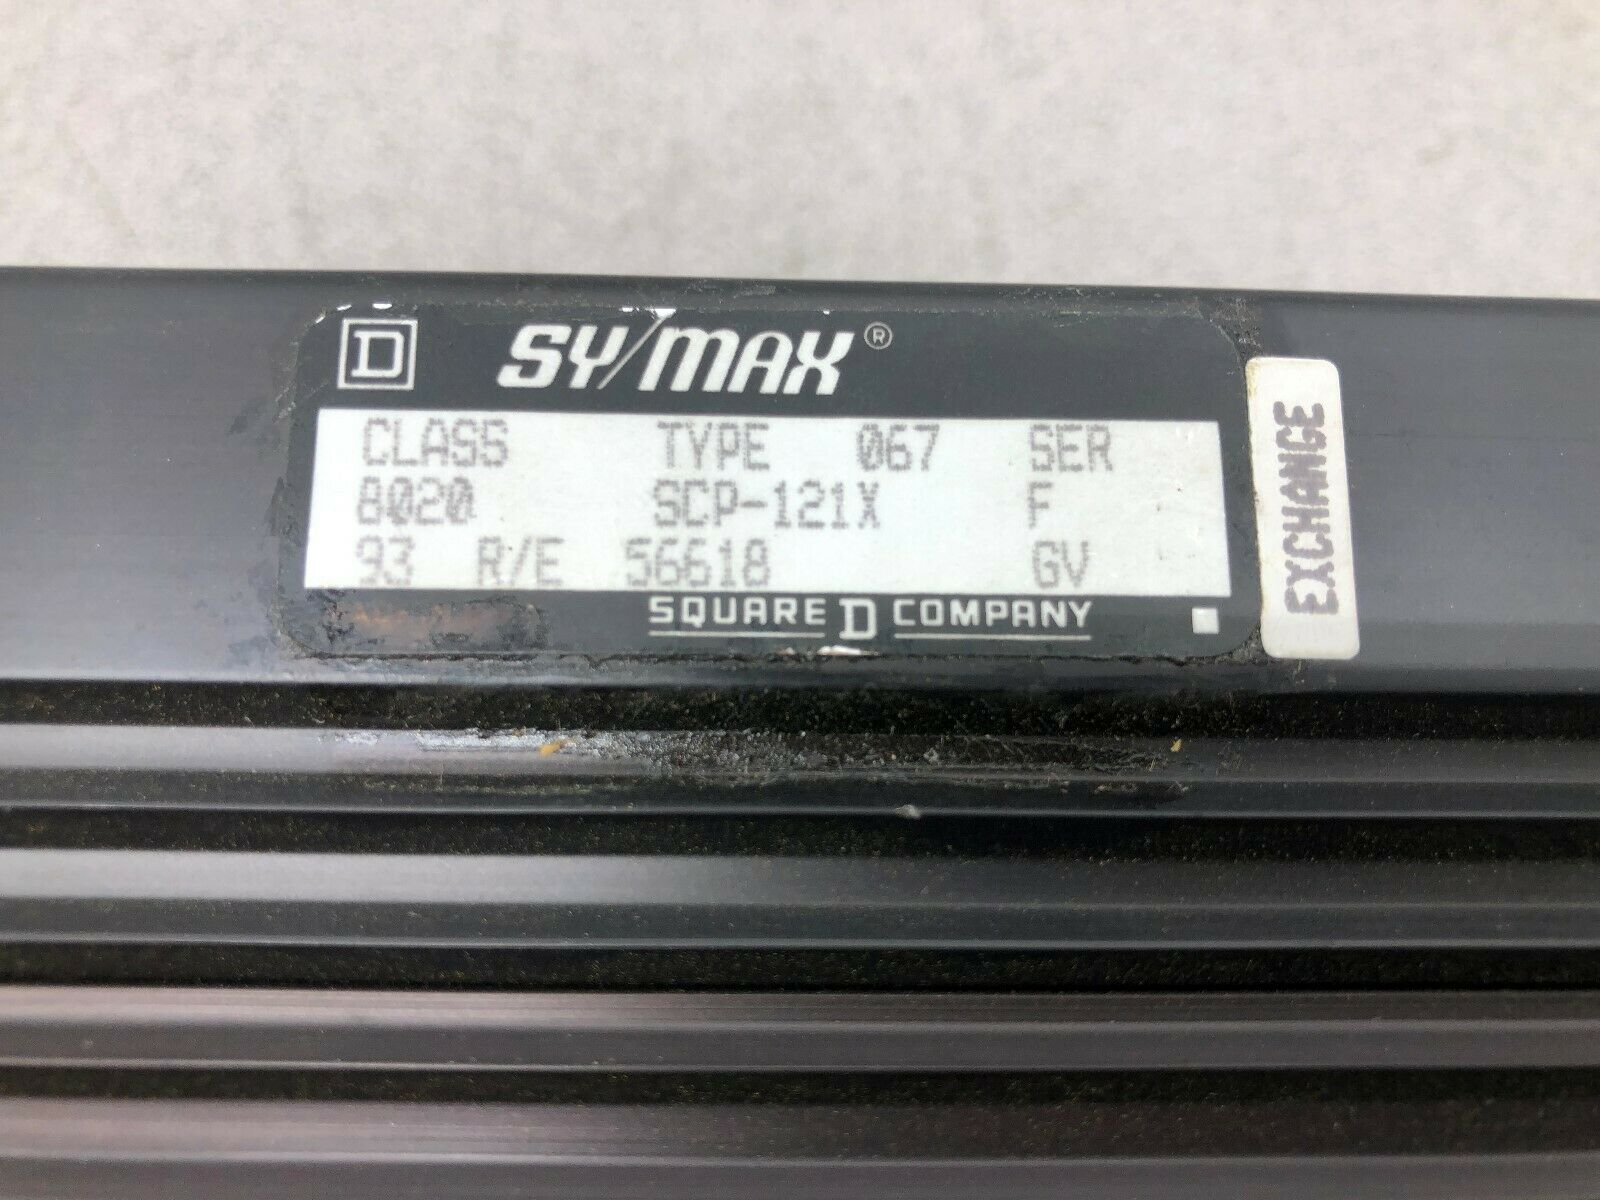 D SY/MAX®
CLASS TYPE 067 SER
8020 SCP-121X F
93 R/E 56618 GV
SQUARE D COMPANY
EXCHANGE